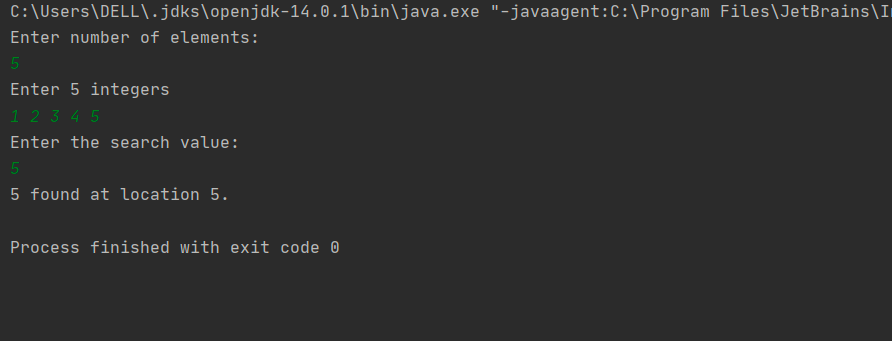 C:\Users\DELL\.jdks\openjdk-14.0.1\bin\java.exe "-javaagent:C:\Program Files\JetBrains\I
Enter number of elements:
5
Enter 5 integers
1 2 3 4 5
Enter the search value:
5
5 found at location 5.
Process finished with exit code 0